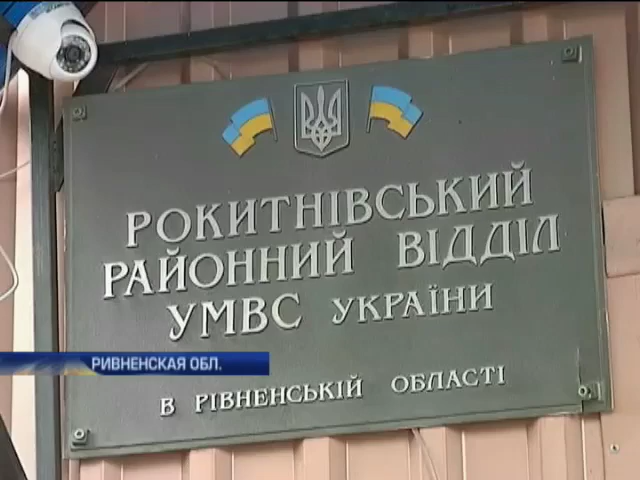 РОКИТНІВСЬКИЙ
РАЙОННИЙ ВІДДІЛ
УМВС УКРАЇНИ
РИВНЕНСКАЯ ОБЛ.
В РІВНЕНСЬКІЙ ОБЛАСТІ